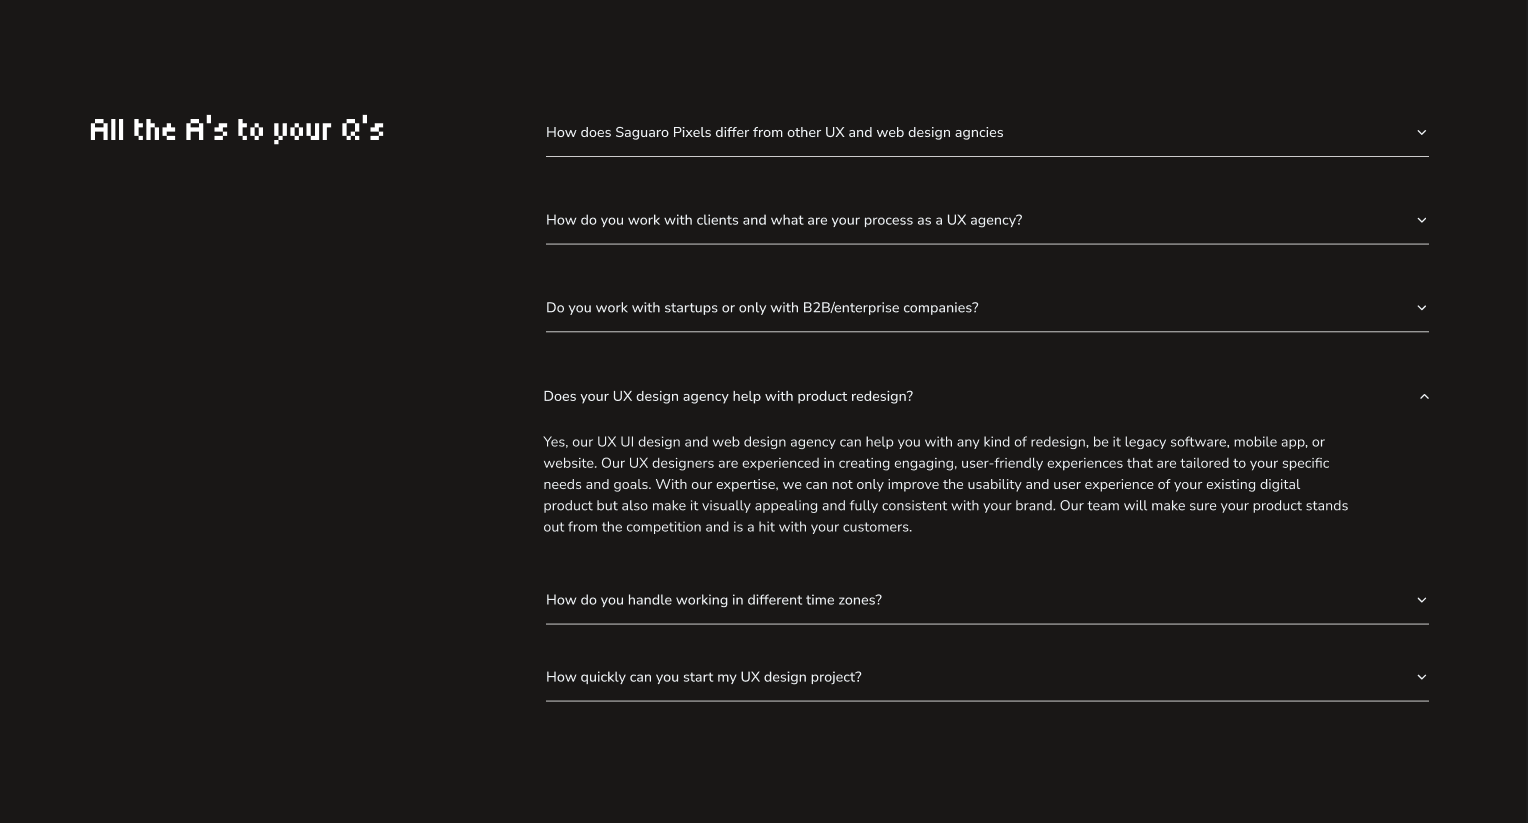 All the A's to your Q's
How does Saguaro Pixels differ from other UX and web design agncies
How do you work with clients and what are your process as a UX agency?
Do you work with startups or only with B2B/enterprise companies?
Does your UX design agency help with product redesign?
Yes, our UX UI design and web design agency can help you with any kind of redesign, be it legacy software, mobile app, or
website. Our UX designers are experienced in creating engaging, user-friendly experiences that are tailored to your specific
needs and goals. With our expertise, we can not only improve the usability and user experience of your existing digital
product but also make it visually appealing and fully consistent with your brand. Our team will make sure your product stands
out from the competition and is a hit with your customers.
How do you handle working in different time zones?
How quickly can you start my UX design project?